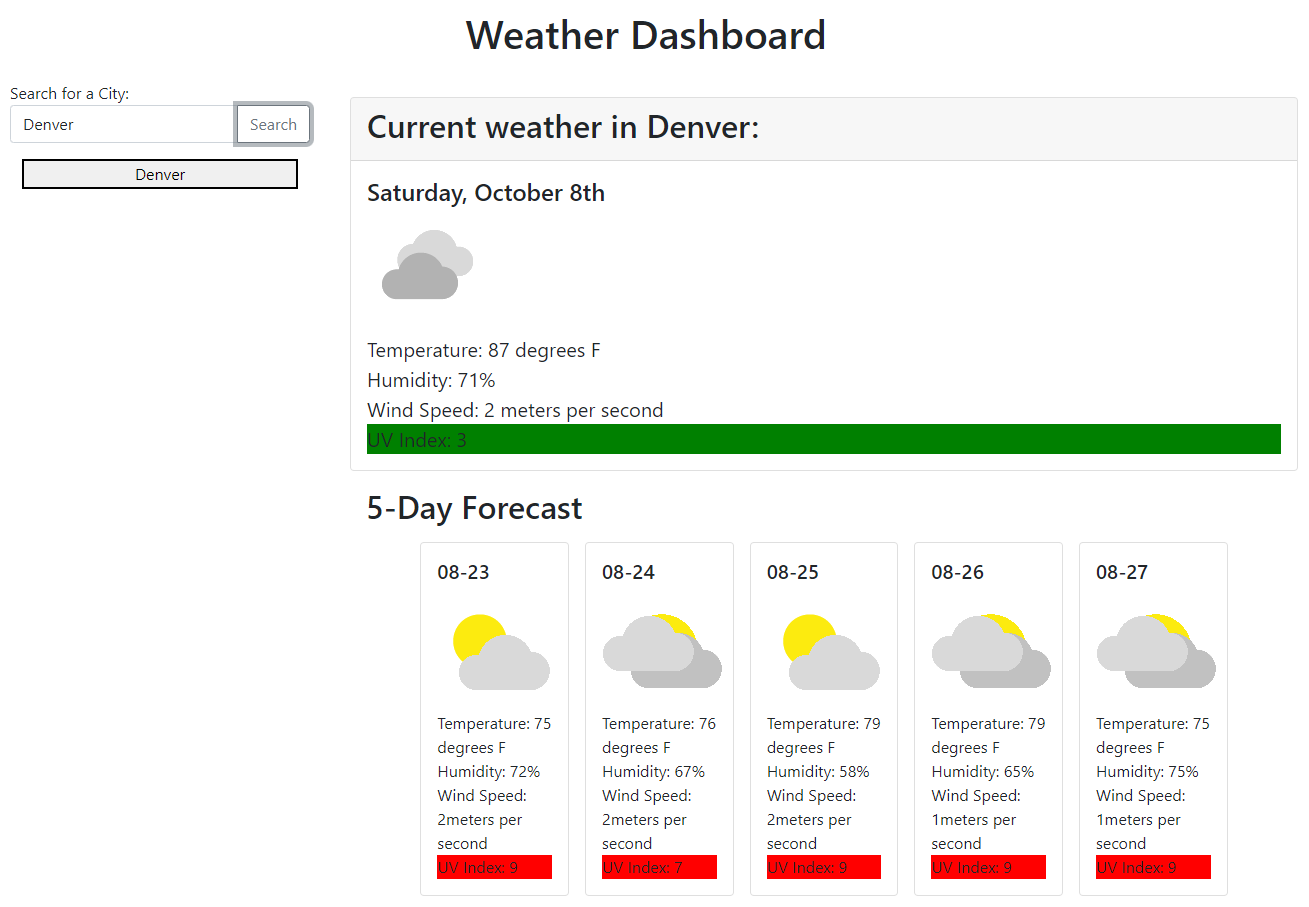 Weather Dashboard
Search for a City:
Denver
Search
Denver
Current weather in Denver:
Saturday, October 8th
Temperature: 87 degrees F
Humidity: 71%
Wind Speed: 2 meters per second
UV Index: 3
5-Day Forecast
08-23
Temperature: 75
degrees F
Humidity: 72%
Wind Speed:
2meters per
second
UV Index: 9
08-24
Temperature: 76
degrees F
Humidity: 67%
Wind Speed:
2meters per
second
UV Index: 7
08-25
Temperature: 79
degrees F
Humidity: 58%
Wind Speed:
2meters per
second
UV Index: 9
08-26
Temperature: 79
degrees F
Humidity: 65%
Wind Speed:
1meters per
second
UV Index: 9
08-27
Temperature: 75
degrees F
Humidity: 75%
Wind Speed:
1meters per
second
UV Index: 9